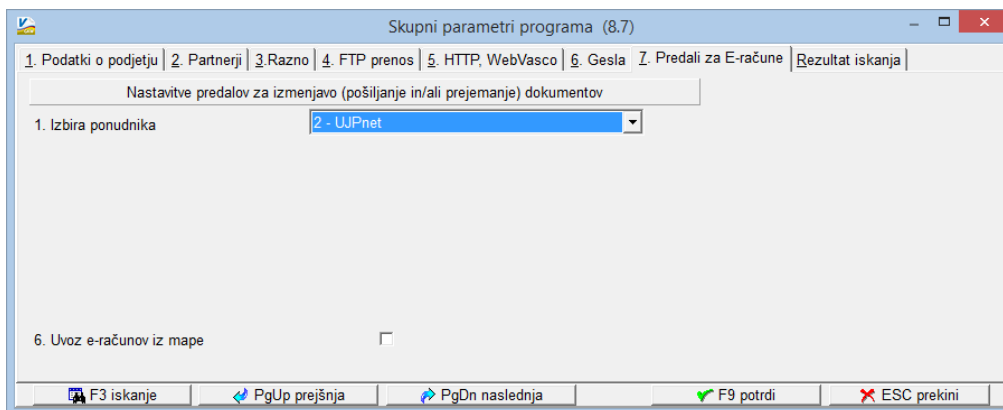 Skupni parametri programa (8.7)
1. Podatki o podjetju 2. Partnerji 3.Razno 4. FTP prenos 5. HTTP, WebVasco 6. Gesla 7. Predali za E-račune Rezultat iskanja
Nastavitve predalov za izmenjavo (pošiljanje in/ali prejemanje) dokumentov
1. Izbira ponudnika 2 - UJPnet
6. Uvoz e-računov iz mape
F3 iskanje PgUp prejšnja PgDn naslednja F9 potrdi ESC prekini